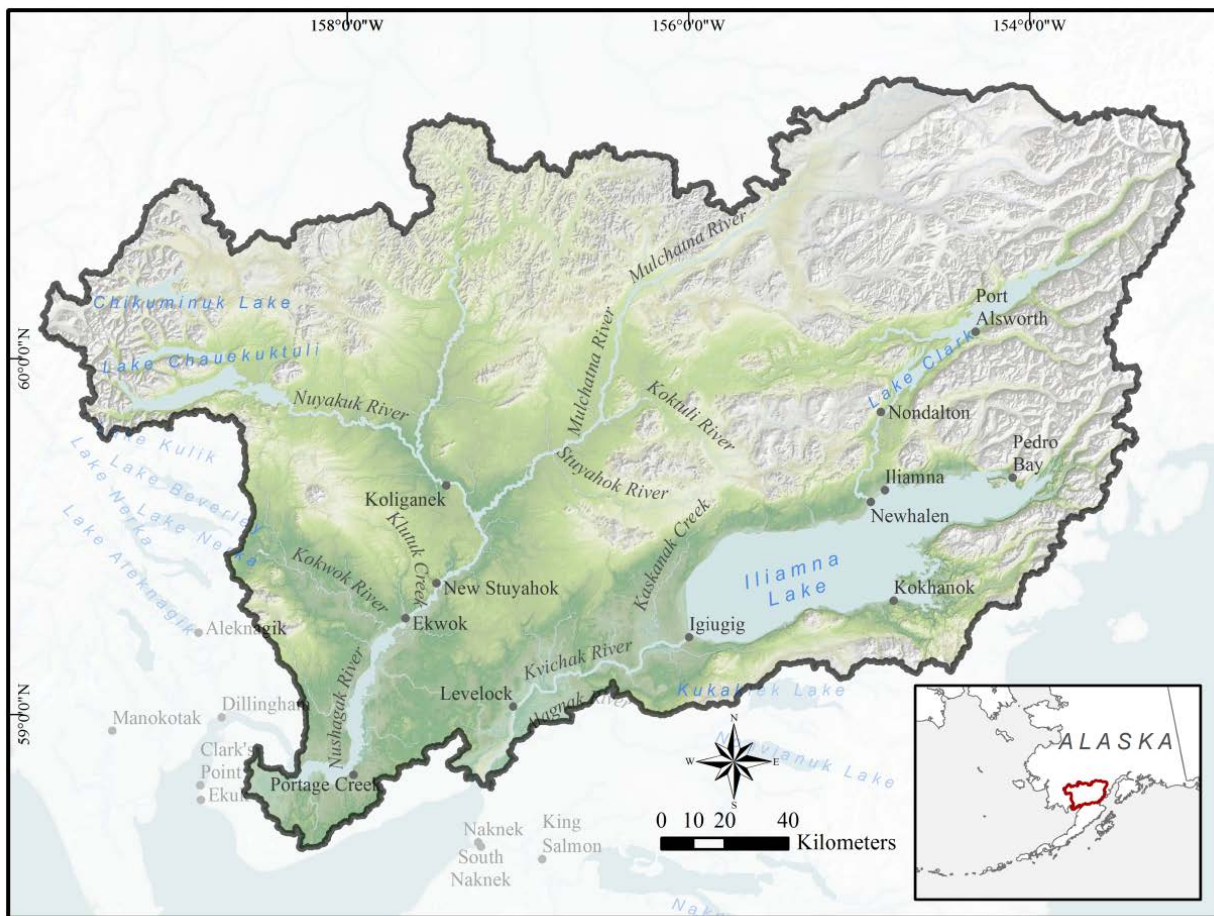 158°0'0"W
156°0'0"W
154°0'0"W
60°0'0"N
59°0'0"N
Mulchatna River
Chikuminuk Lake
Port
Alsworth
Lake Chauekuktuli
Lake Clark
Mulchatna River
Nuyakuk River
Koktuli River
Nondalton
Lake Kulik
Pedro
Bay
Lake Beverley
Stuyahok River
Iliamna
Koliganek
Lake Nerka
Lake Nerka
Newhalen
Klutuk Creek
Kaskanak Creek
Lake Aleknagik
Kokwok River
New Stuyahok
Iliamna
Lake
Kokhanok
Ekwok
Aleknagik
Igiugig
Kvichak River
Nushagak River
Levelock
Kukaklek Lake
Alagnak River
Dillingham
Manokotak
Clark's
Point
Portage Creek
Ekuk
N
W
E
S
Nonvianuk Lake
0 10 20 40
Kilometers
Naknek
South
Naknek
King
Salmon
ALASKA